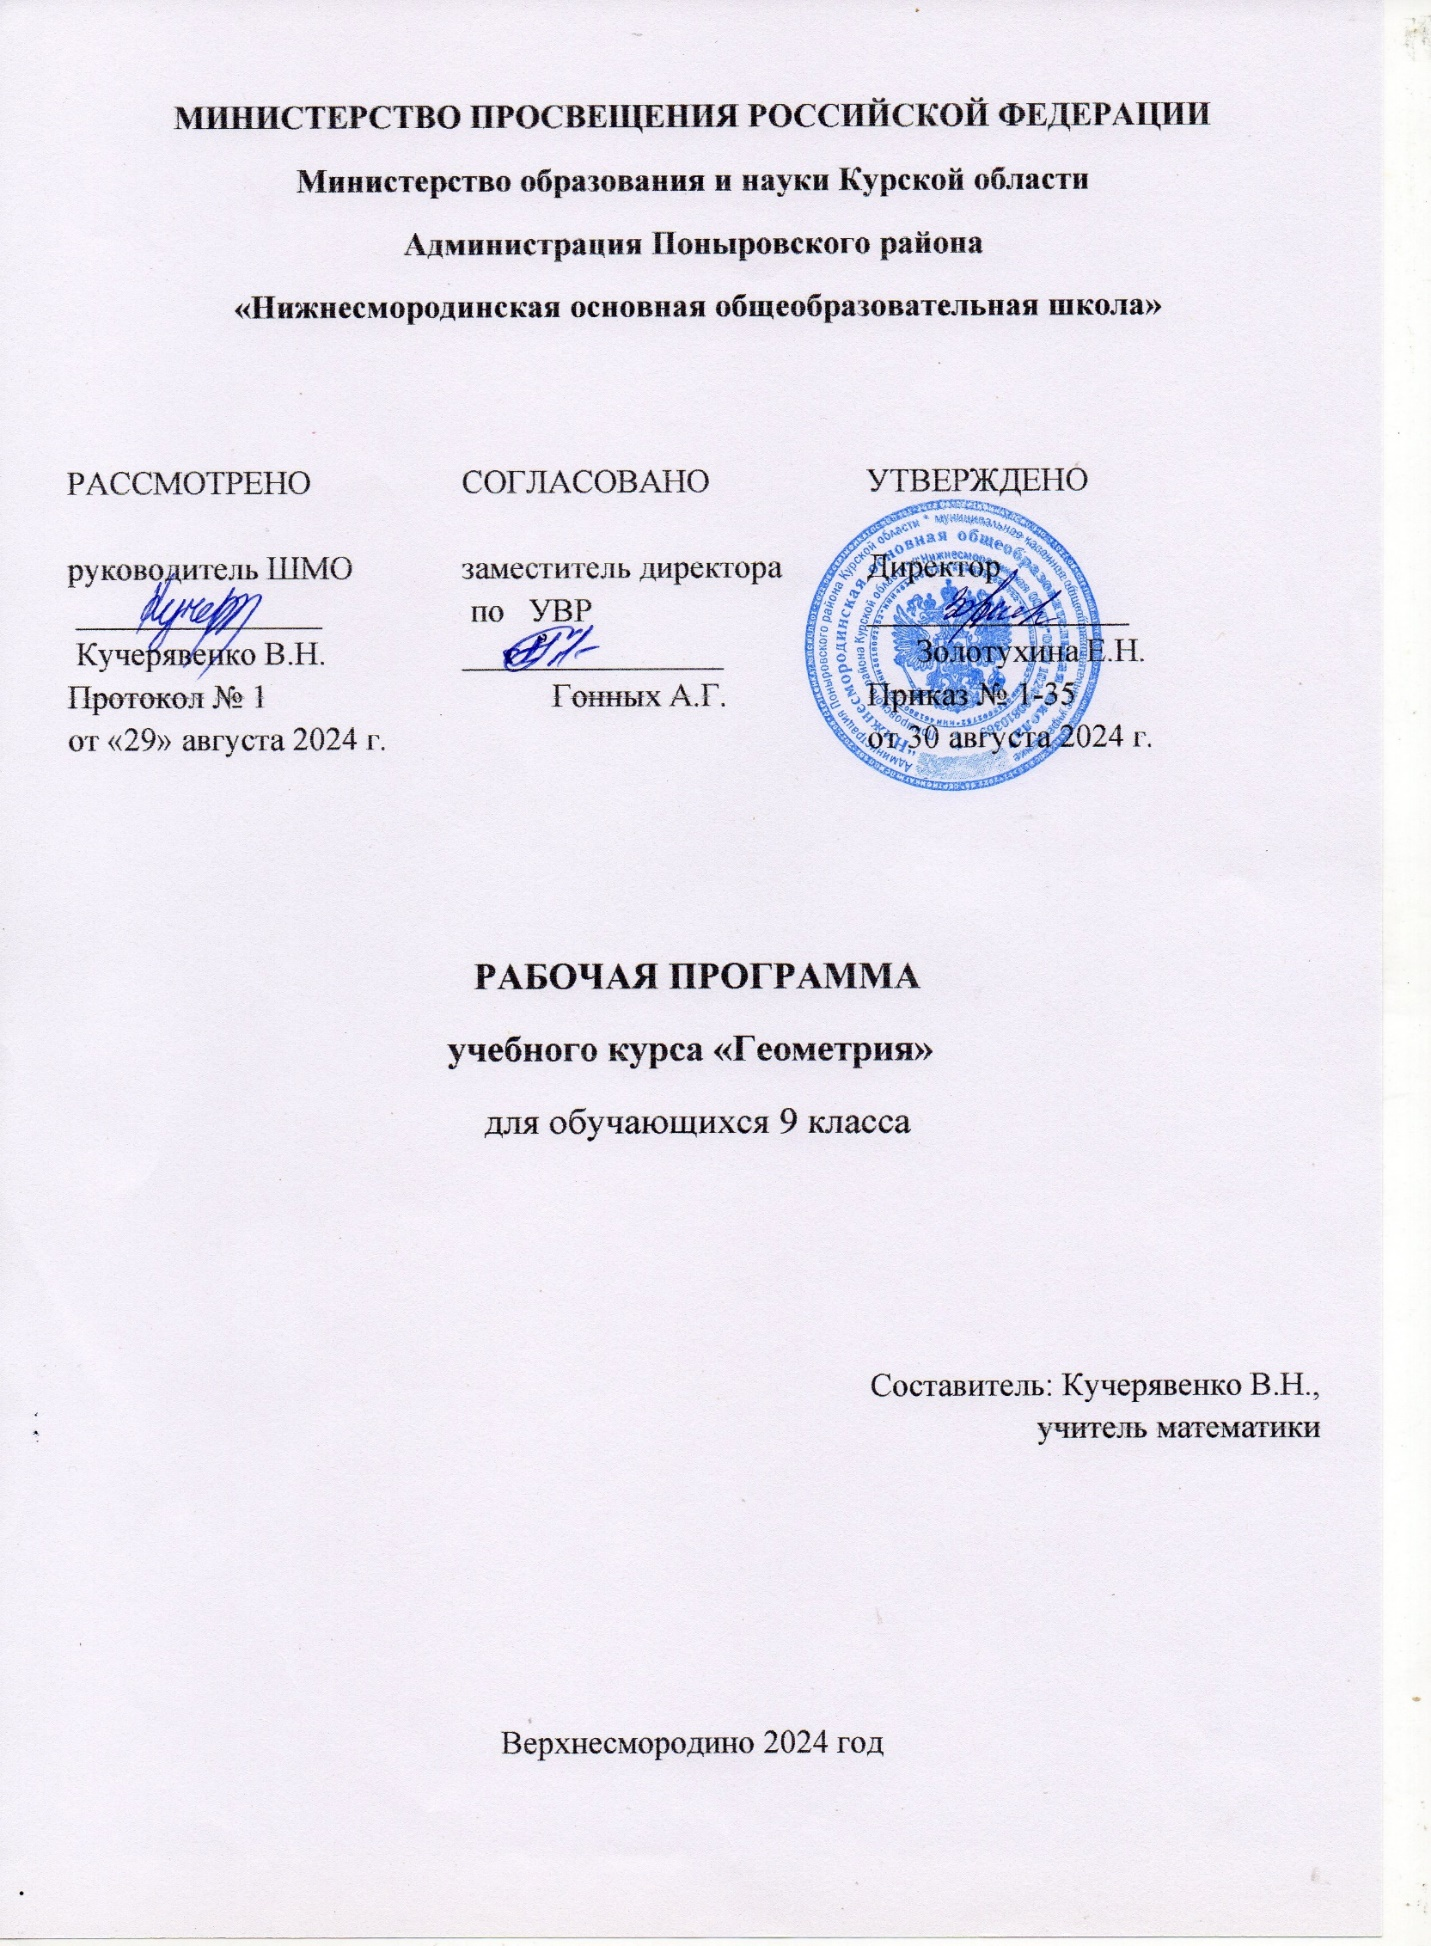 МИНИСТЕРСТВО ПРОСВЕЩЕНИЯ РОССИЙСКОЙ ФЕДЕРАЦИИ
Министерство образования и науки Курской области
Администрация Поныровского района
«Нижнесмородинская основная общеобразовательная школа»
РАССМОТРЕНО
руководитель ШМО
Кучерявенко В.Н.
Протокол № 1
от «29» августа 2024 г.
СОГЛАСОВАНО
заместитель директора
по УВР
Гонных А.Г.
УТВЕРЖДЕНО
Директор
Золотухина Е.Н.
Приказ № 1-35
от 30 августа 2024 г.
РАБОЧАЯ ПРОГРАММА
учебного курса «Геометрия»
для обучающихся 9 класса
Составитель: Кучерявенко В.Н.,
учитель математики
Верхнесмородино 2024 год